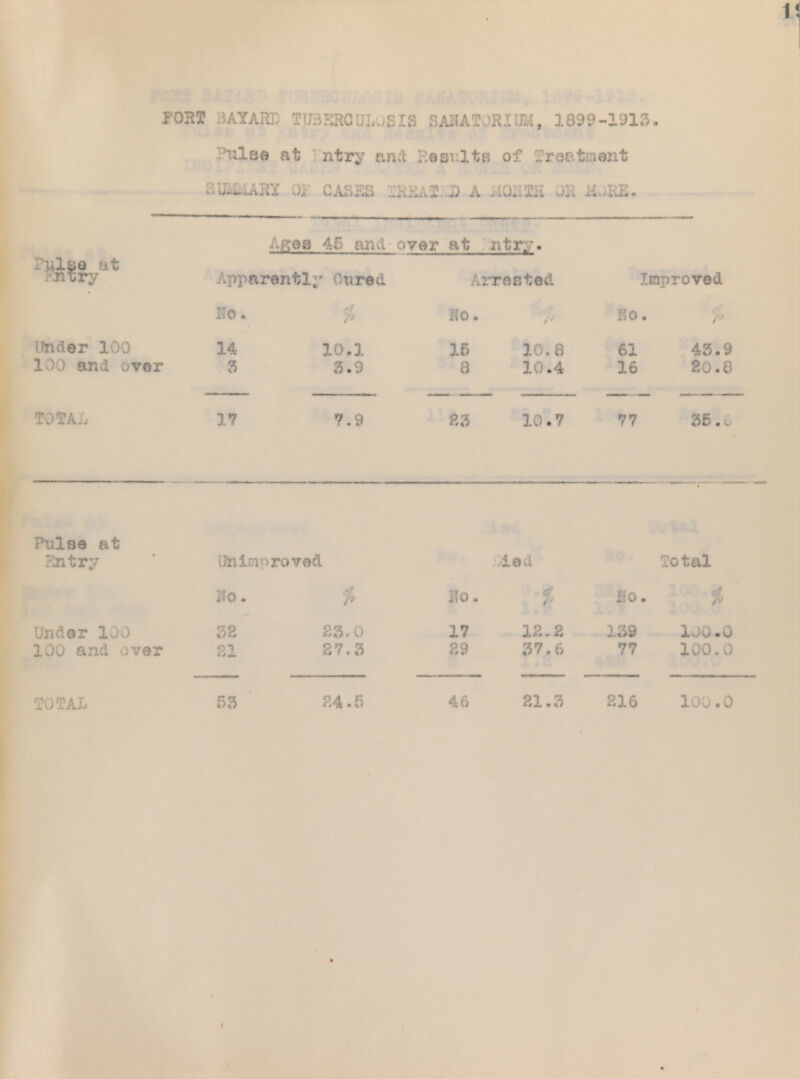 FORT BAYARD TUBERCULOSIS SANATORIUM, 1899-1913.
Pulse at Entry and Results of Treatment
SUMMARY OF CASES TREATED A MONTH OR MORE.
Ages 45 and over at Entry.
Pulse at
Entry Apparently Cured Arrested Improved
No. % No. % No. %
Under 100 14 10.1 15 10.8 61 43.9
100 and over 3 3.9 8 10.4 16 20.8
TOTAL 17 7.9 23 10.7 77 35.6
Pulse at
Entry Unimproved Died Total
No. % No. % No. %
Under 100 32 23.0 17 12.2 139 100.0
100 and over 21 27.3 29 37.6 77 100.0
TOTAL 53 24.5 46 21.3 216 100.0